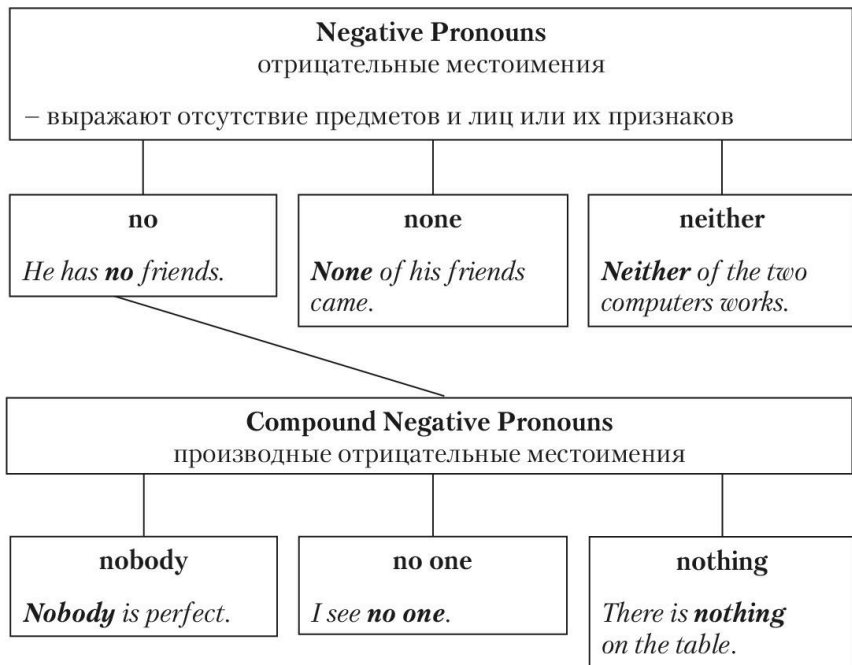 Negative Pronouns
отрицательные местоимения
– выражают отсутствие предметов и лиц или их признаков
no
He has no friends.
none
None of his friends
came.
neither
Neither of the two
computers works.
Compound Negative Pronouns
производные отрицательные местоимения
nobody
Nobody is perfect.
no one
I see no one.
nothing
There is nothing
on the table.